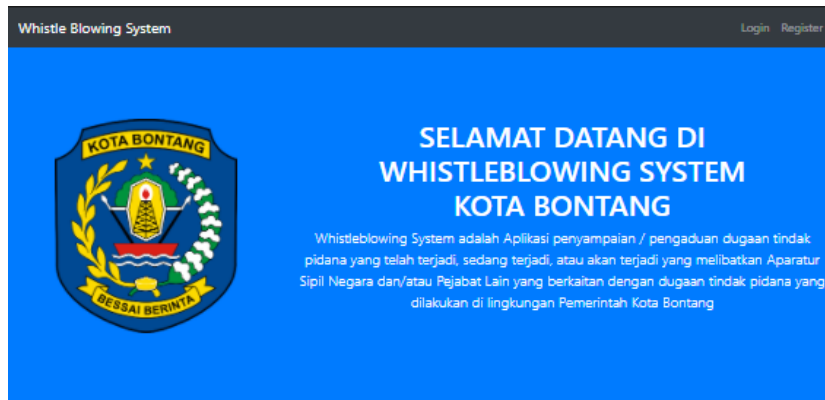 Whistle Blowing System
Login Register
KOTA BONTANG
BESSAI BERINTA
SELAMAT DATANG DI
WHISTLEBLOWING SYSTEM
KOTA BONTANG
Whistleblowing System adalah Aplikasi penyampaian / pengaduan dugaan tindak
pidana yang telah terjadi, sedang terjadi, atau akan terjadi yang melibatkan Aparatur
Sipil Negara dan/atau Pejabat Lain yang berkaitan dengan dugaan tindak pidana yang
dilakukan di lingkungan Pemerintah Kota Bontang